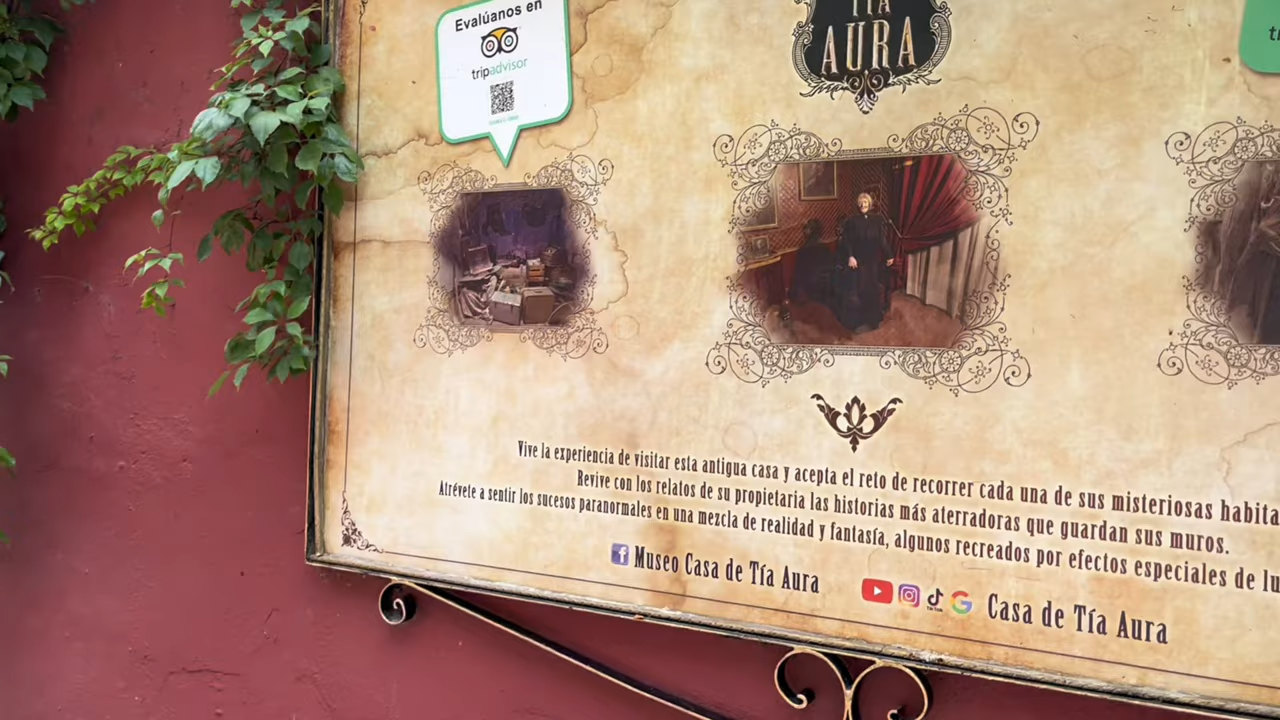 Evalúanos en
tripadvisor
TÍA
AURA
Vive la experiencia de visitar esta antigua casa y acepta el reto de recorrer cada una de sus misteriosas habita
Revive con los relatos de su propietaria las historias más aterradoras que guardan sus muros.
Atrévete a sentir los sucesos paranormales en una mezcla de realidad y fantasía, algunos recreados por efectos especiales de lu
Museo Casa de Tía Aura
Casa de Tía Aura